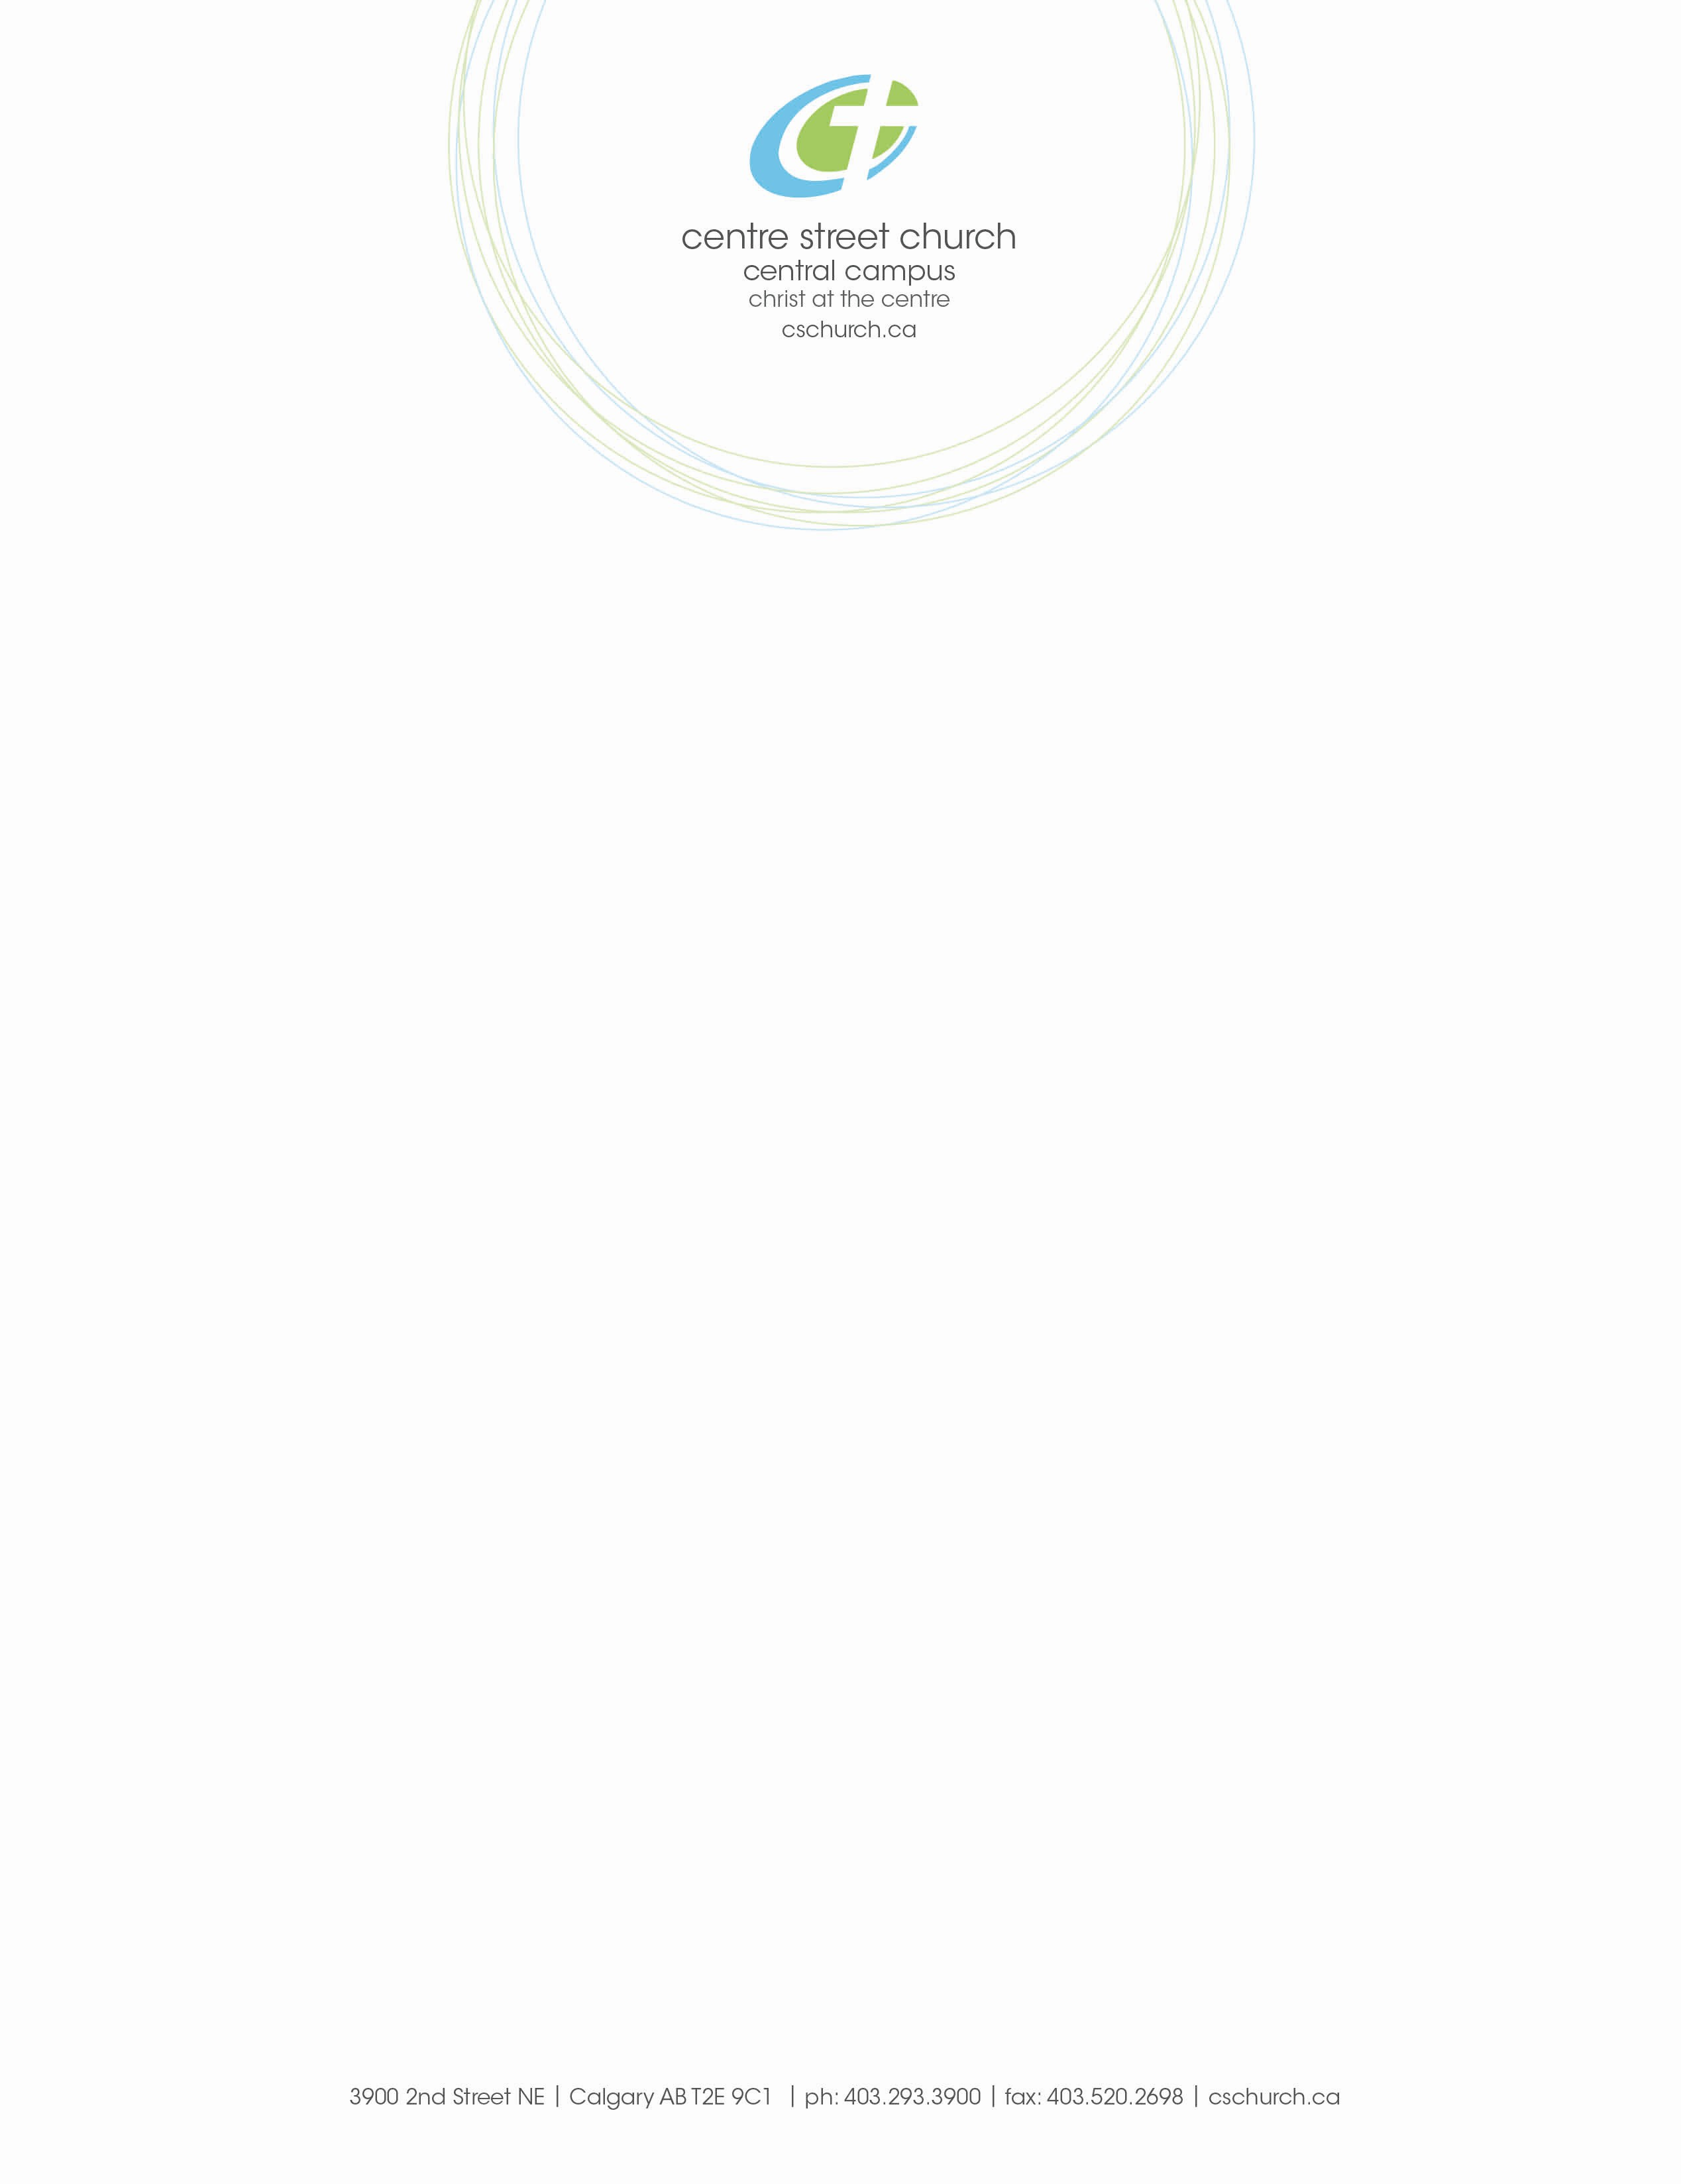 centre street church
central campus
christ at the centre
cschurch.ca
3900 2nd Street NE | Calgary AB T2E 9C1 | ph: 403.293.3900 | fax: 403.520.2698 | cschurch.ca